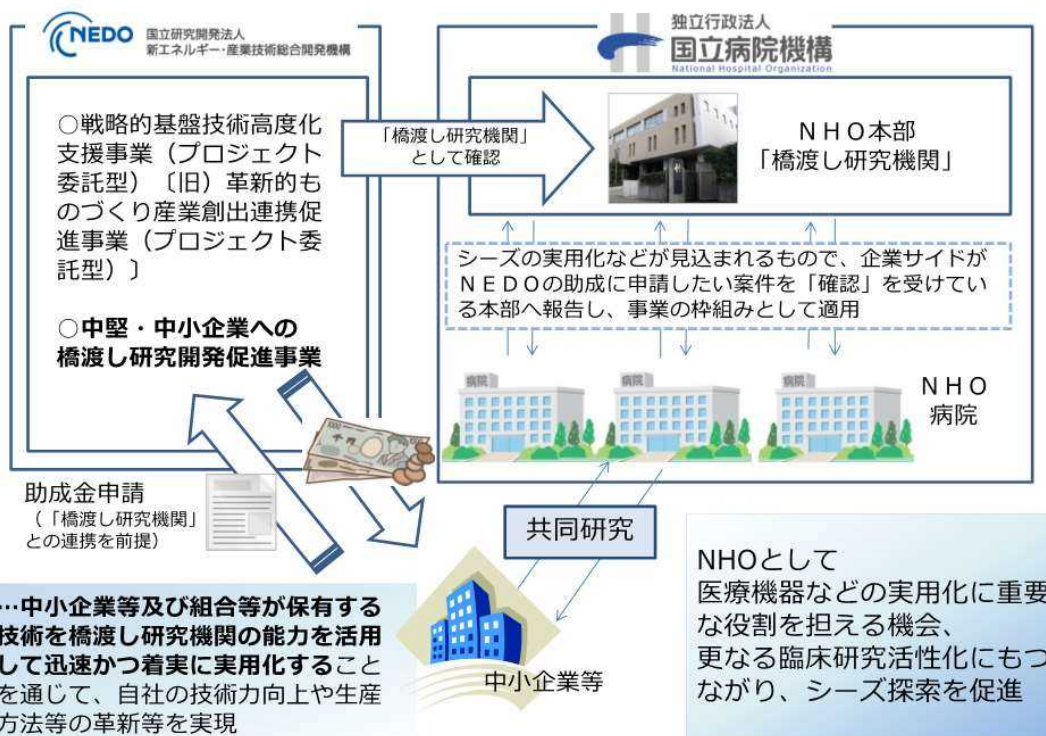 NEDO
国立研究開発法人
新エネルギー・産業技術総合開発機構
○戦略的基盤技術高度化
支援事業（プロジェクト
委託型）〔旧）革新的も
のづくり産業創出連携促
進事業（プロジェクト委
託型）〕
○中堅・中小企業への
橋渡し研究開発促進事業
「橋渡し研究機関」
として確認
独立行政法人
国立病院機構
National Hospital Organization
ＮＨＯ本部
「橋渡し研究機関」
シーズの実用化などが見込まれるもので、企業サイドが
ＮＥＤＯの助成に申請したい案件を「確認」を受けてい
る本部へ報告し、事業の枠組みとして適用
病院
病院
病院
ＮＨＯ
病院
千円
助成金申請
（「橋渡し研究機関」
との連携を前提）
共同研究
中小企業等
…中小企業等及び組合等が保有する
技術を橋渡し研究機関の能力を活用
して迅速かつ着実に実用化すること
を通じて、自社の技術力向上や生産
方法等の革新等を実現
NHOとして
医療機器などの実用化に重要
な役割を担える機会、
更なる臨床研究活性化にもつ
ながり、シーズ探索を促進